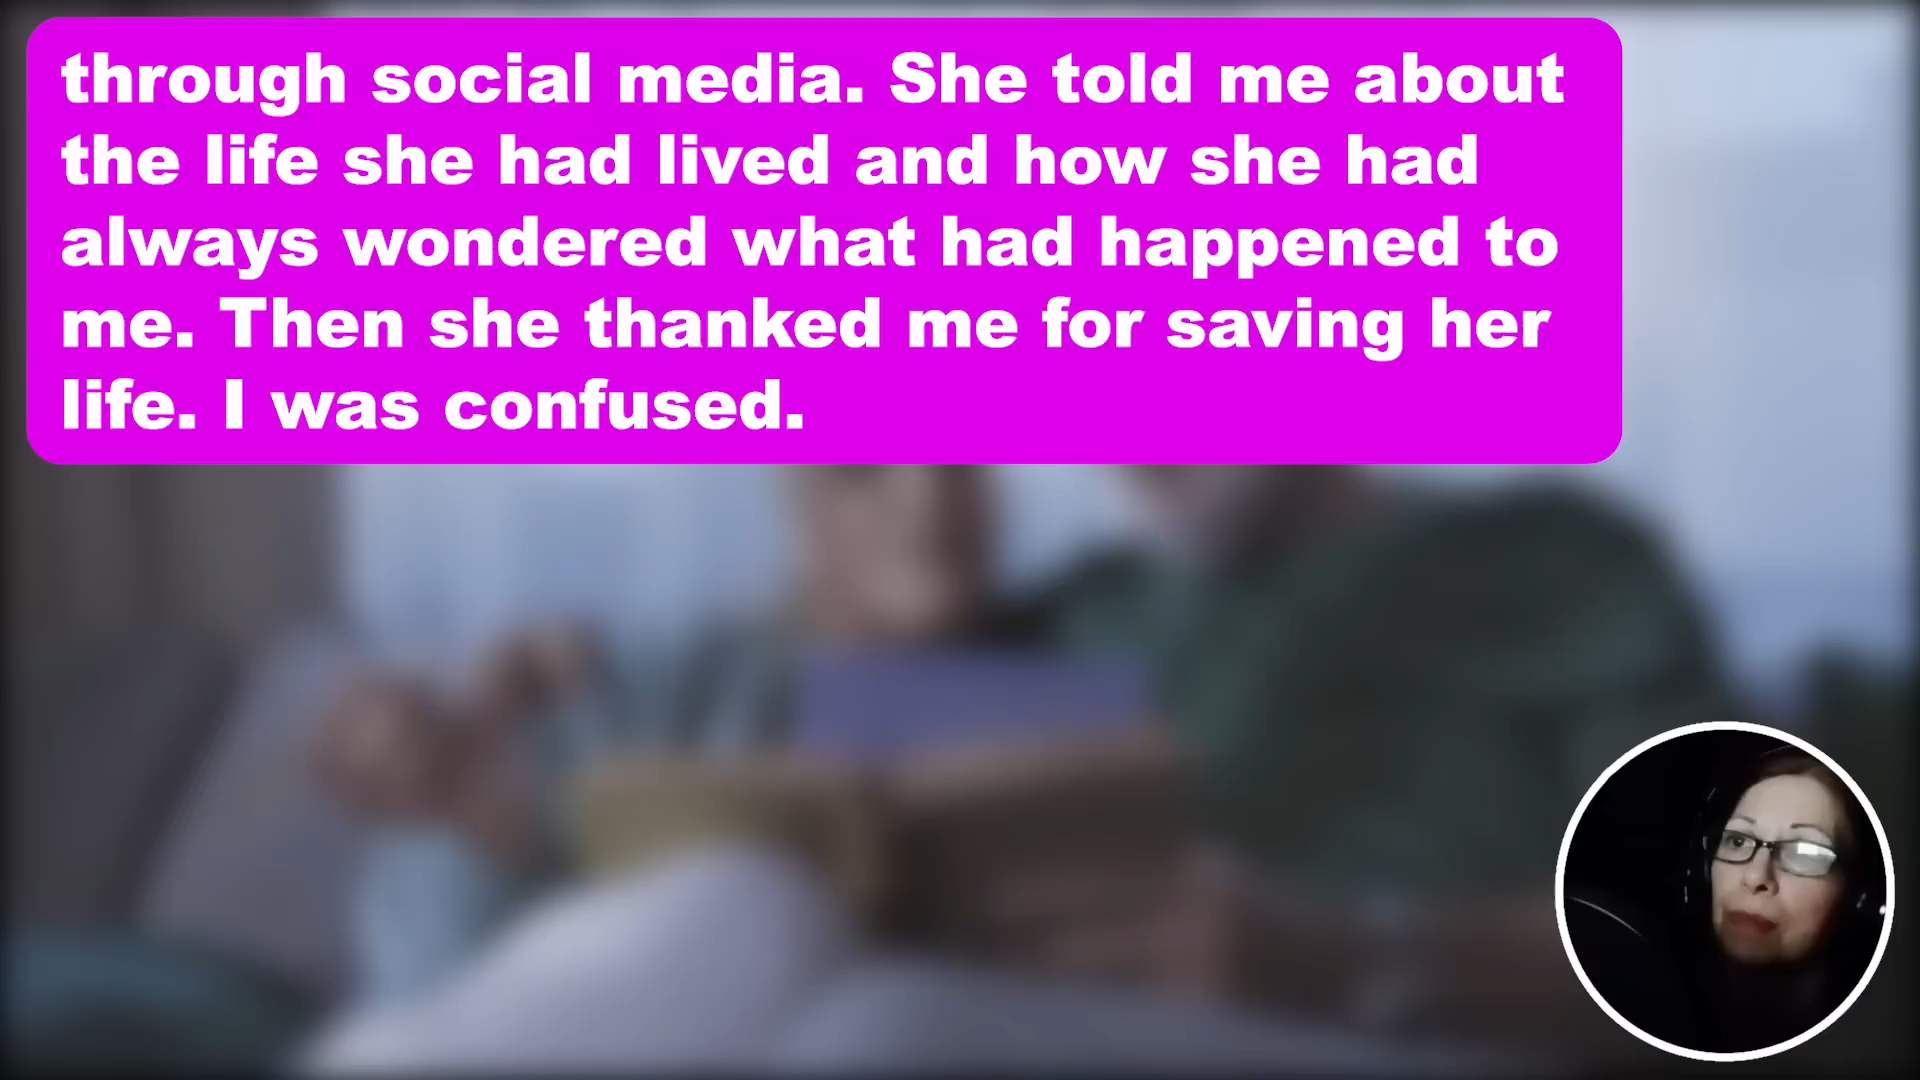 through social media. She told me about
the life she had lived and how she had
always wondered what had happened to
me. Then she thanked me for saving her
life. I was confused.